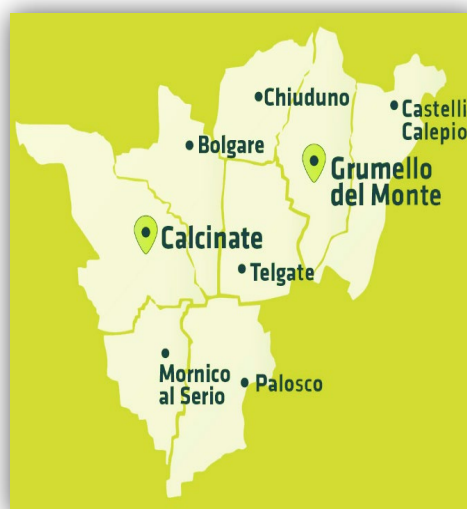 Chiuduno
Castelli
Calepio
Bolgare
Grumello
del Monte
Calcinate
Telgate
Mornico
al Serio
Palosco